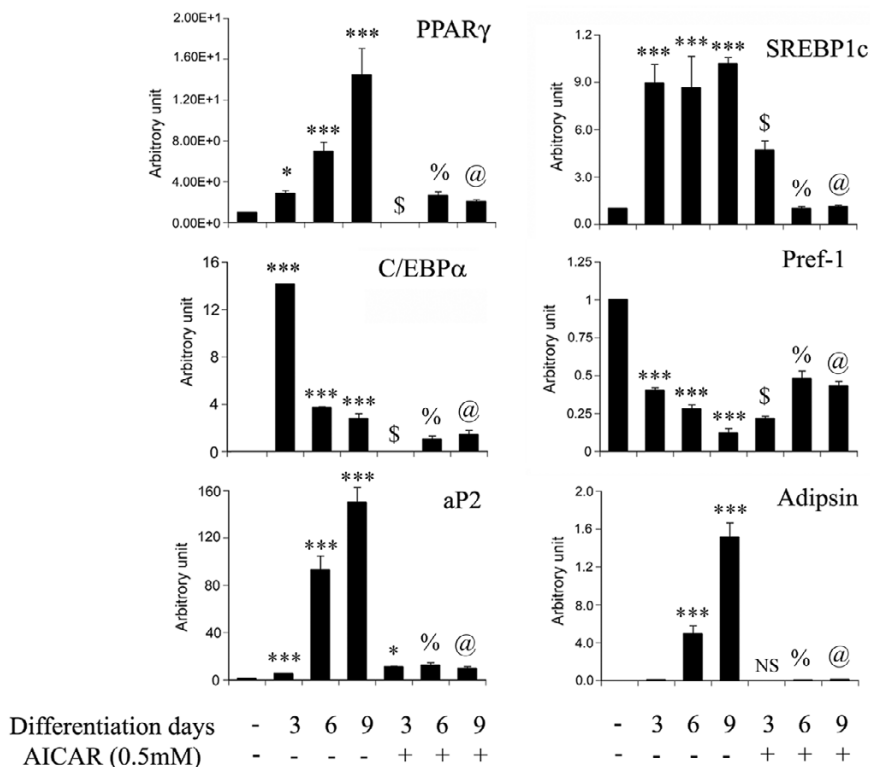 PPARγ
Arbitrory unit
2.00E+1
1.60E+1
1.20E+1
8.00E+0
4.00E+0
0.00E+0
* *** *** $ % @
SREBP1c
Arbitrory unit
1.2
9.0
6.0
3.0
0.0
*** *** *** $ % @
C/EBPα
Arbitrory unit
16
12
8
4
0
*** *** *** $ % @
Pref-1
Arbitrory unit
1.25
1
0.75
0.5
0.25
0
*** *** *** $ % @
aP2
Arbitrory unit
160
120
80
40
0
*** *** *** * % @
Adipsin
Arbitrory unit
2.0
1.6
1.2
8.0
4.0
0.0
*** *** NS % @
Differentiation days - 3 6 9 3 6 9 - 3 6 9 3 6 9
AICAR (0.5mM) - - - - + + + - - - - + + +